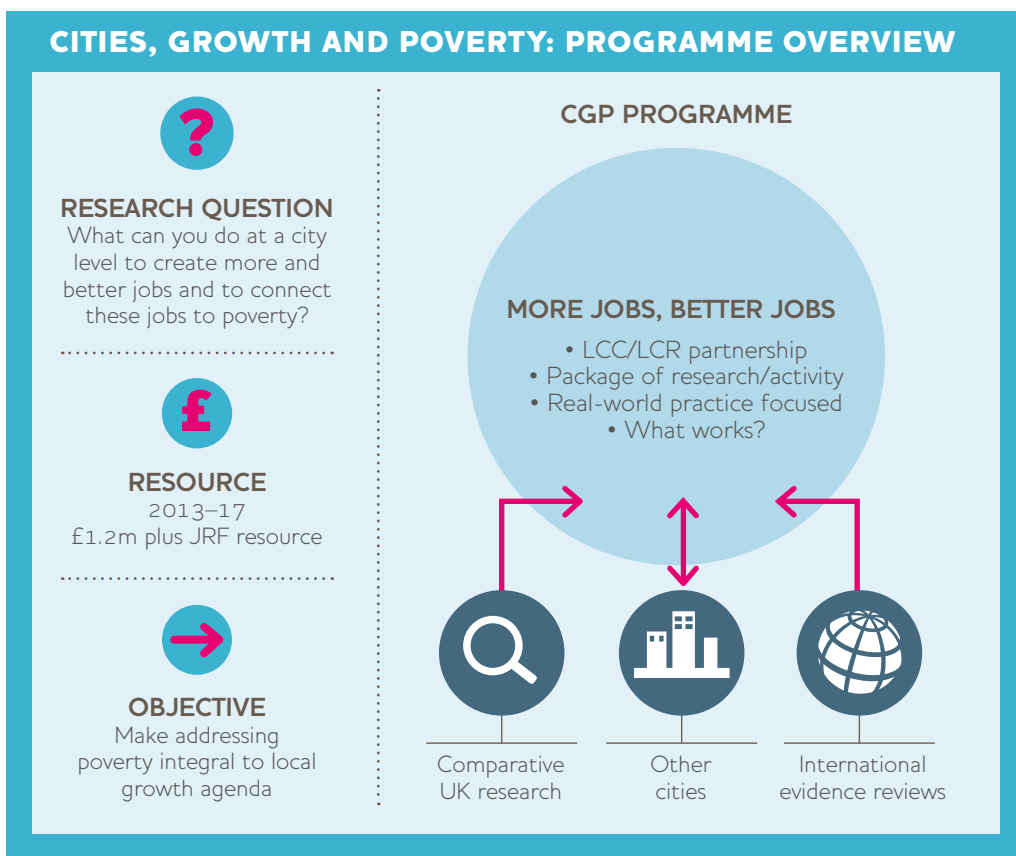 CITIES, GROWTH AND POVERTY: PROGRAMME OVERVIEW
?
RESEARCH QUESTION
What can you do at a city
level to create more and
better jobs and to connect
these jobs to poverty?
£
RESOURCE
2013–17
£1.2m plus JRF resource
OBJECTIVE
Make addressing
poverty integral to local
growth agenda
CGP PROGRAMME
MORE JOBS, BETTER JOBS
• LCC/LCR partnership
• Package of research/activity
• Real-world practice focused
• What works?
Comparative
UK research
Other
cities
International
evidence reviews